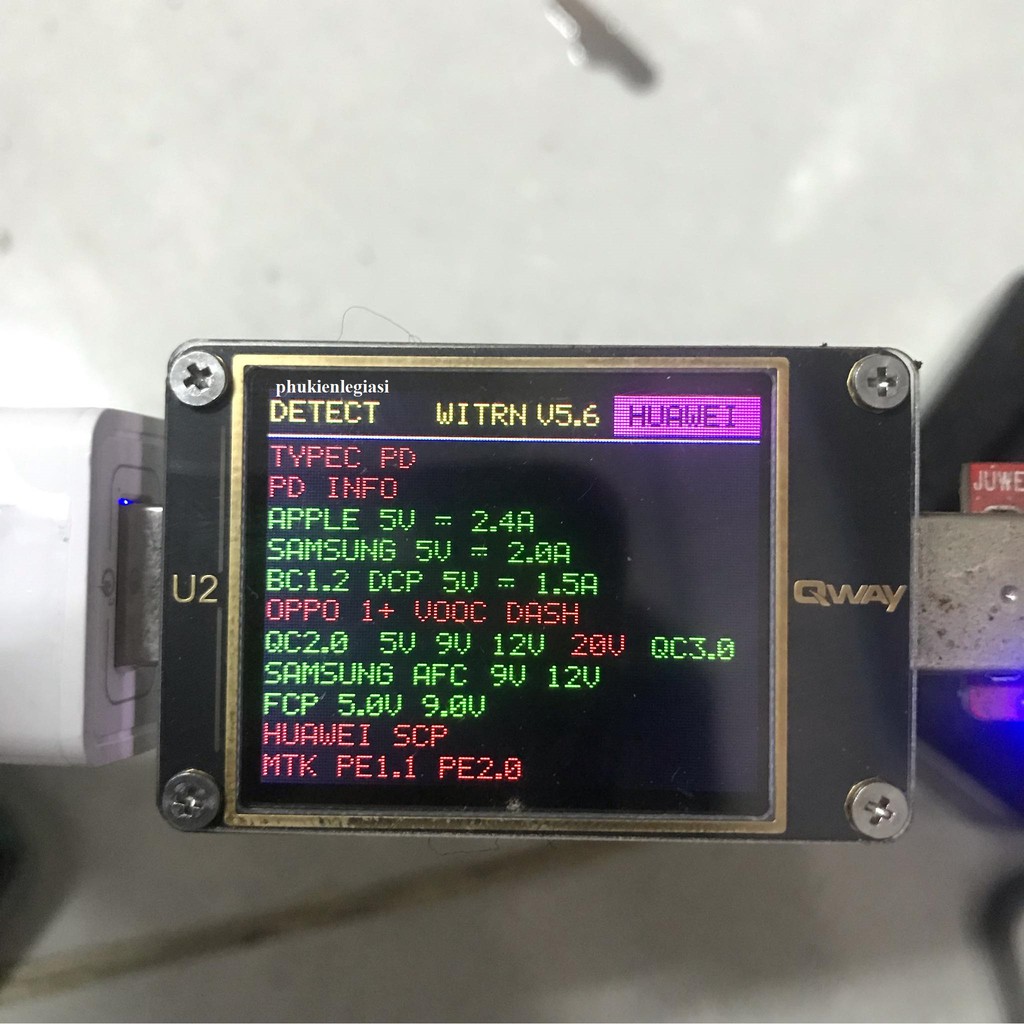 phukienlegiasi
DETECT WITRN V5.6 HUAWEI
TYPEC PD
PD INFO
APPLE 5V ⎓ 2.4A
SAMSUNG 5V ⎓ 2.0A
BC1.2 DCP 5V ⎓ 1.5A
OPPO 1+ VOOC DASH
QC2.0 5V 9V 12V 20V QC3.0
SAMSUNG AFC 9V 12V
FCP 5.0V 9.0V
HUAWEI SCP
MTK PE1.1 PE2.0
U2
Qway
JUWE